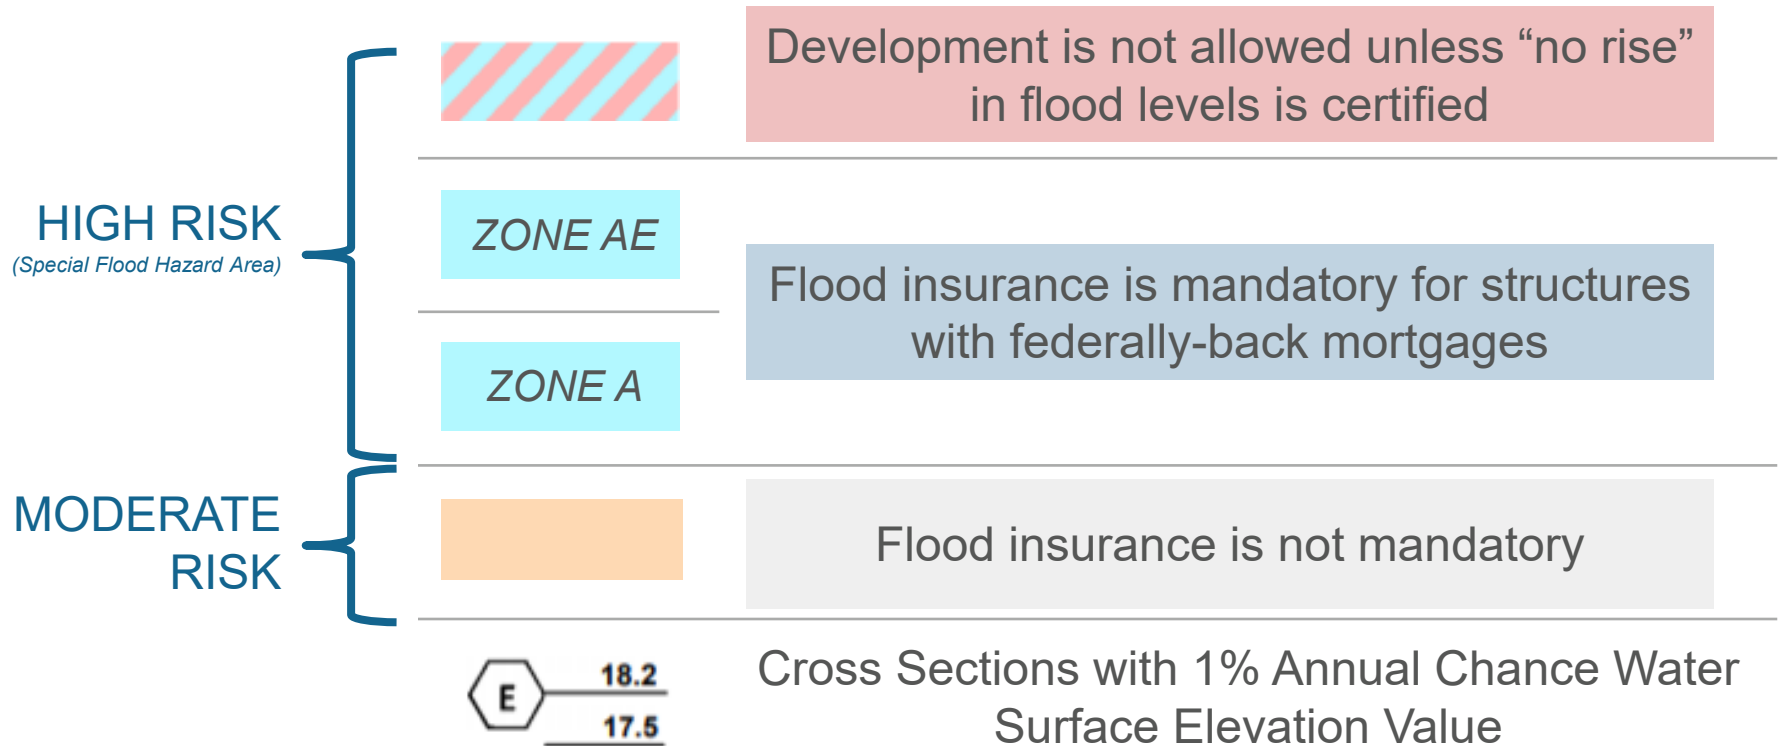 Development is not allowed unless “no rise”
in flood levels is certified
HIGH RISK
(Special Flood Hazard Area)
ZONE AE
Flood insurance is mandatory for structures
with federally-back mortgages
ZONE A
MODERATE
RISK
Flood insurance is not mandatory
E
18.2
17.5
Cross Sections with 1% Annual Chance Water
Surface Elevation Value